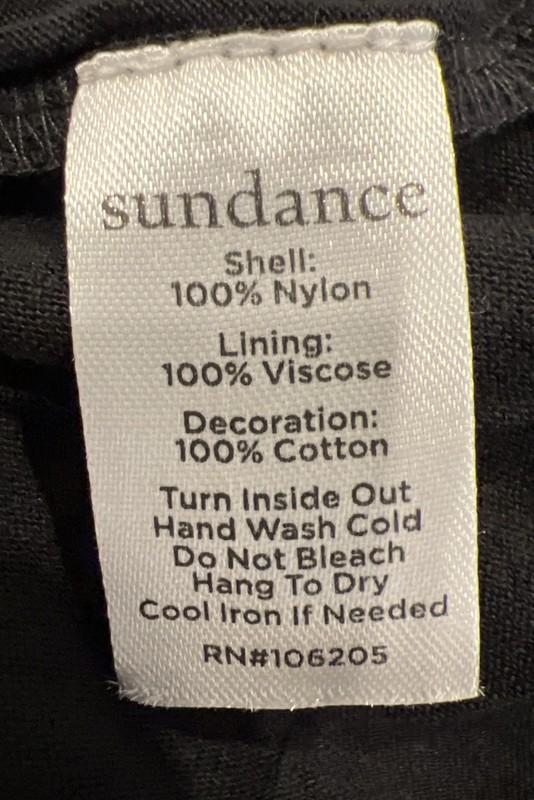 sundance
Shell:
100% Nylon
Lining:
100% Viscose
Decoration:
100% Cotton
Turn Inside Out
Hand Wash Cold
Do Not Bleach
Hang To Dry
Cool Iron If Needed
RN#106205